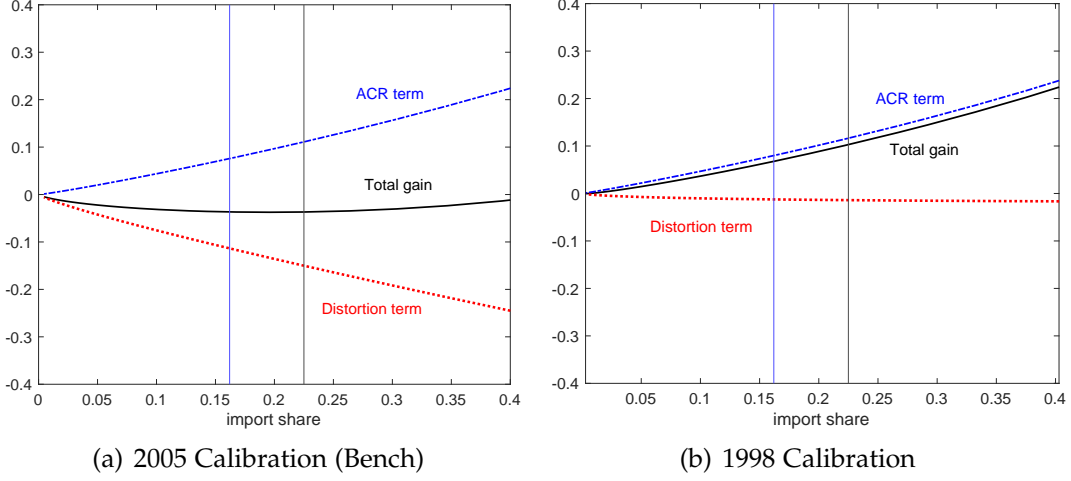 0.4
0.3
0.2
0.1
0
-0.1
-0.2
-0.3
-0.4
ACR term
Total gain
Distortion term
0 0.05 0.1 0.15 0.2 0.25 0.3 0.35 0.4
import share
(a) 2005 Calibration (Bench)
0.4
0.3
0.2
0.1
0
-0.1
-0.2
-0.3
-0.4
ACR term
Total gain
Distortion term
0.05 0.1 0.15 0.2 0.25 0.3 0.35 0.4
import share
(b) 1998 Calibration